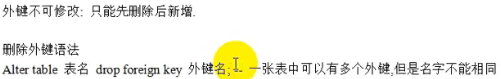 外键不可修改: 只能先删除后新增.
删除外键语法
Alter table 表名 drop foreign key 外键名; -- 一张表中可以有多个外键,但是名字不能相同